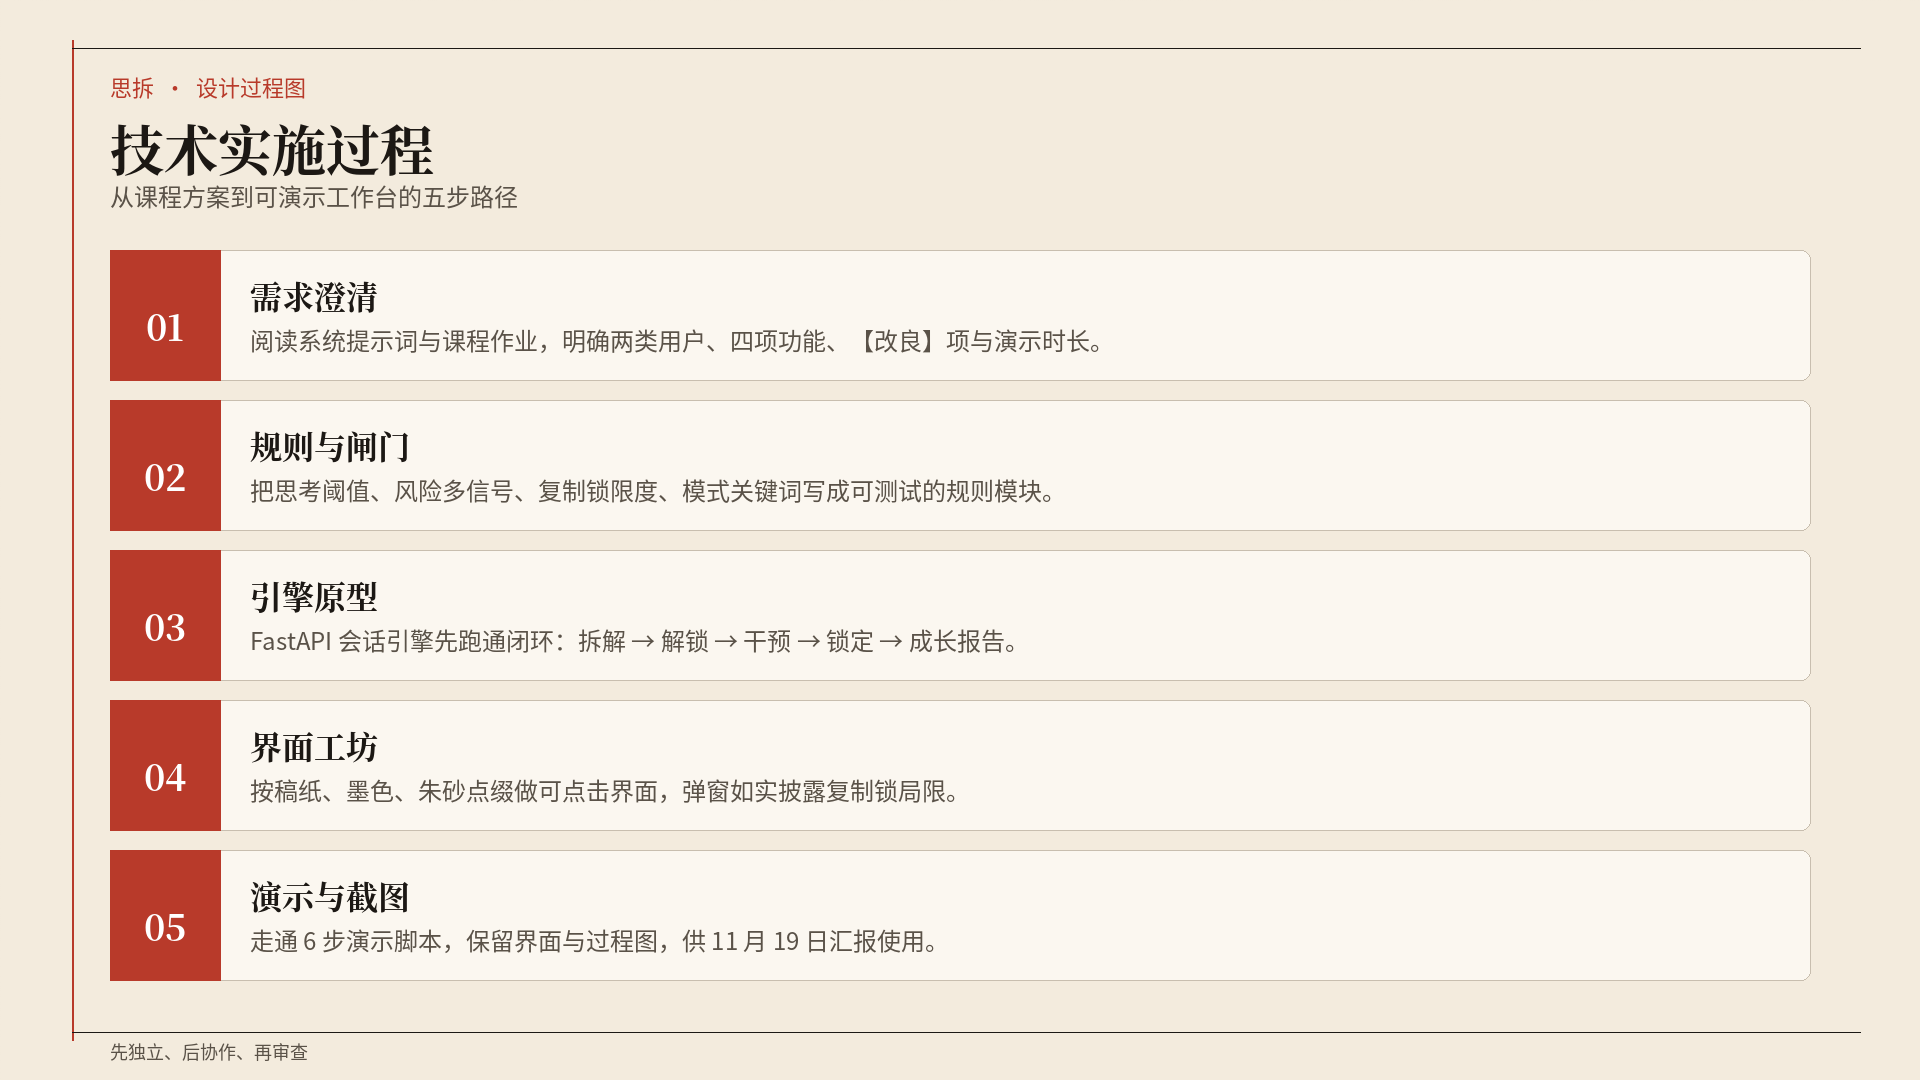 思拆 · 设计过程图
技术实施过程
从课程方案到可演示工作台的五步路径
01
需求澄清
阅读系统提示词与课程作业，明确两类用户、四项功能、【改良】项与演示时长。
02
规则与闸门
把思考阈值、风险多信号、复制锁限度、模式关键词写成可测试的规则模块。
03
引擎原型
FastAPI 会话引擎先跑通闭环：拆解 → 解锁 → 干预 → 锁定 → 成长报告。
04
界面工坊
按稿纸、墨色、朱砂点缀做可点击界面，弹窗如实披露复制锁局限。
05
演示与截图
走通 6 步演示脚本，保留界面与过程图，供 11 月 19 日汇报使用。
先独立、后协作、再审查